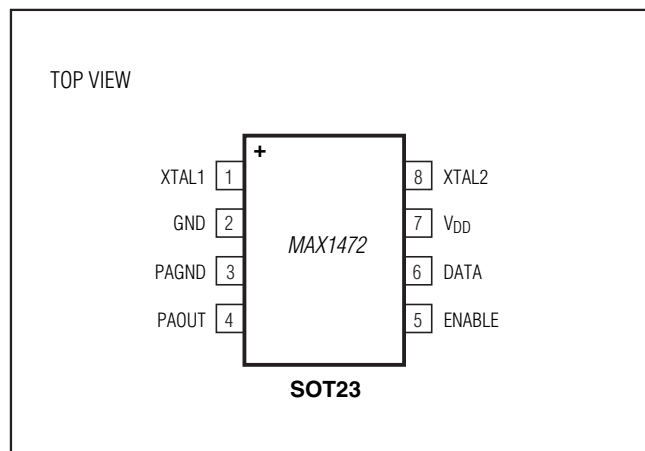 TOP VIEW
+
XTAL1 1 8 XTAL2
GND 2 7 VDD
MAX1472
PAGND 3 6 DATA
PAOUT 4 5 ENABLE
SOT23